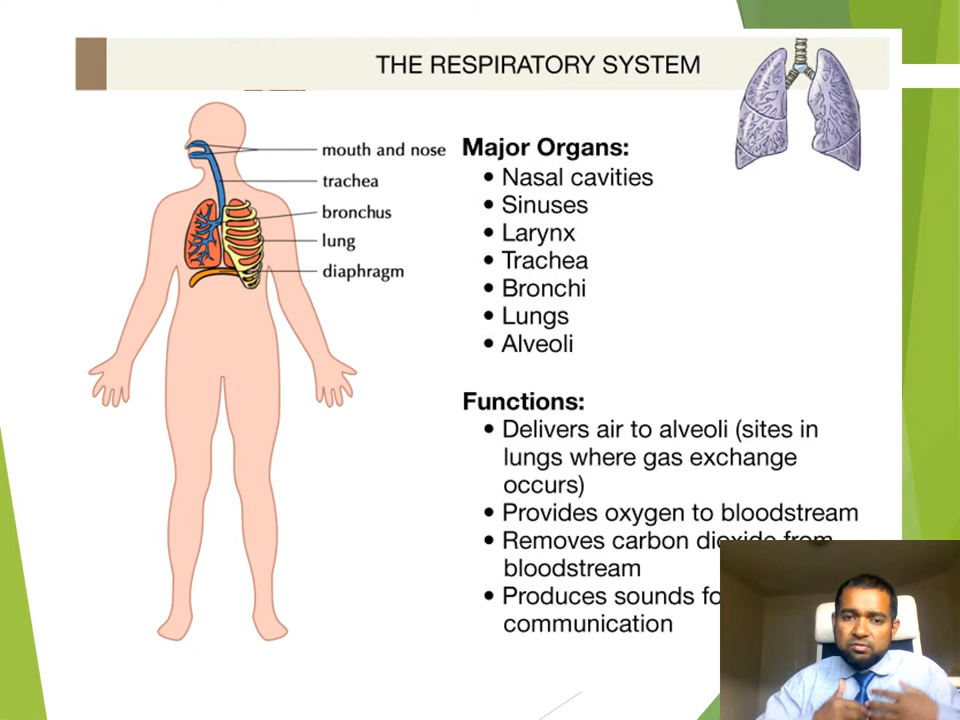 THE RESPIRATORY SYSTEM
mouth and nose
trachea
bronchus
lung
diaphragm
Major Organs:
• Nasal cavities
• Sinuses
• Larynx
• Trachea
• Bronchi
• Lungs
• Alveoli
Functions:
• Delivers air to alveoli (sites in
lungs where gas exchange
occurs)
• Provides oxygen to bloodstream
• Removes carbon dioxide from
bloodstream
• Produces sounds
communication